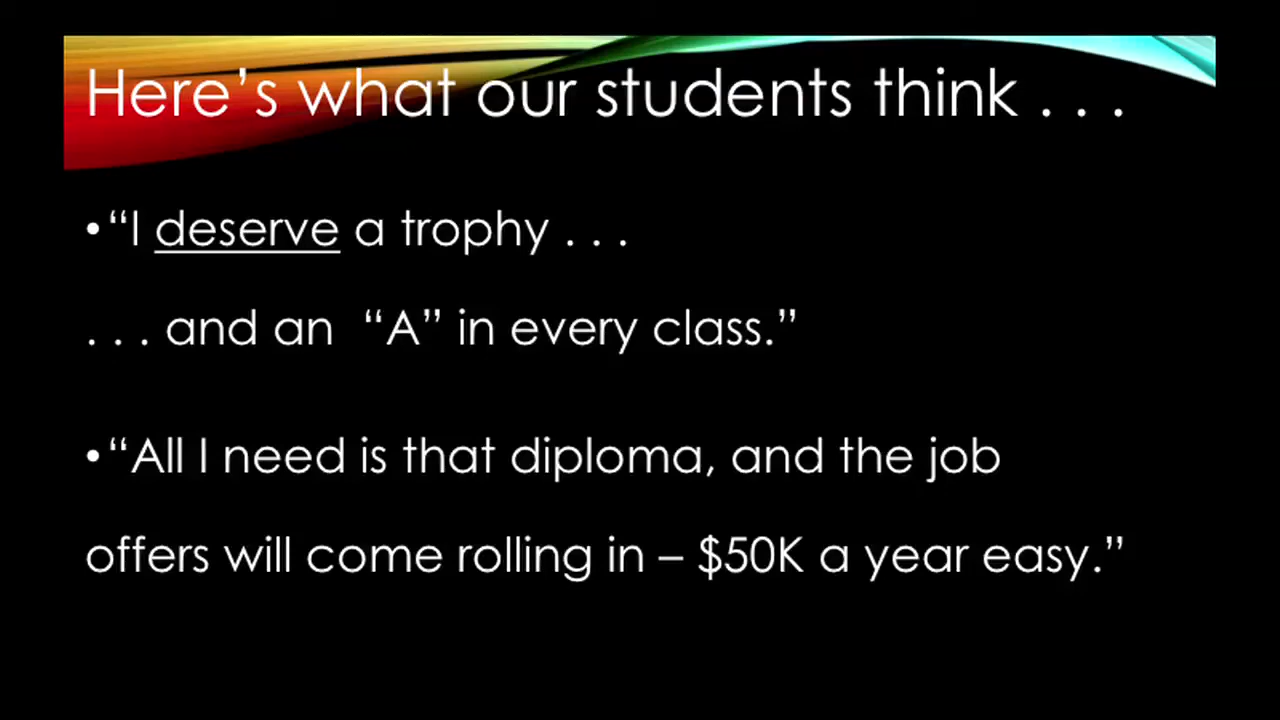 Here’s what our students think . . .
•“I deserve a trophy . . .
. . . and an “A” in every class.”
•“All I need is that diploma, and the job
offers will come rolling in – $50K a year easy.”